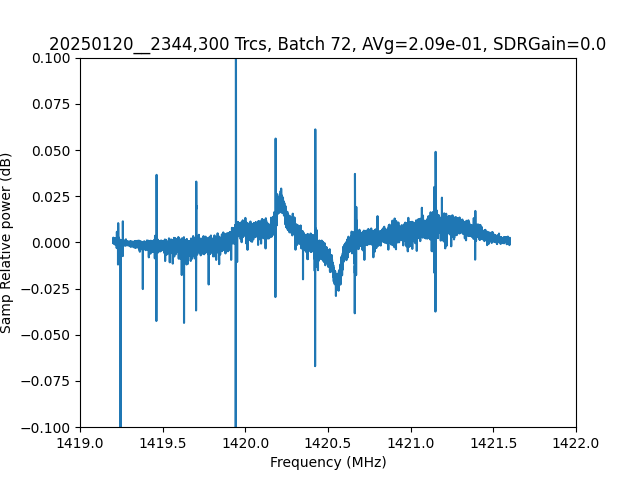 20250120__2344,300 Trcs, Batch 72, AVg=2.09e-01, SDRGain=0.0
0.100
0.075
0.050
0.025
0.000
−0.025
−0.050
−0.075
−0.100
Samp Relative power (dB)
1419.0 1419.5 1420.0 1420.5 1421.0 1421.5 1422.0
Frequency (MHz)